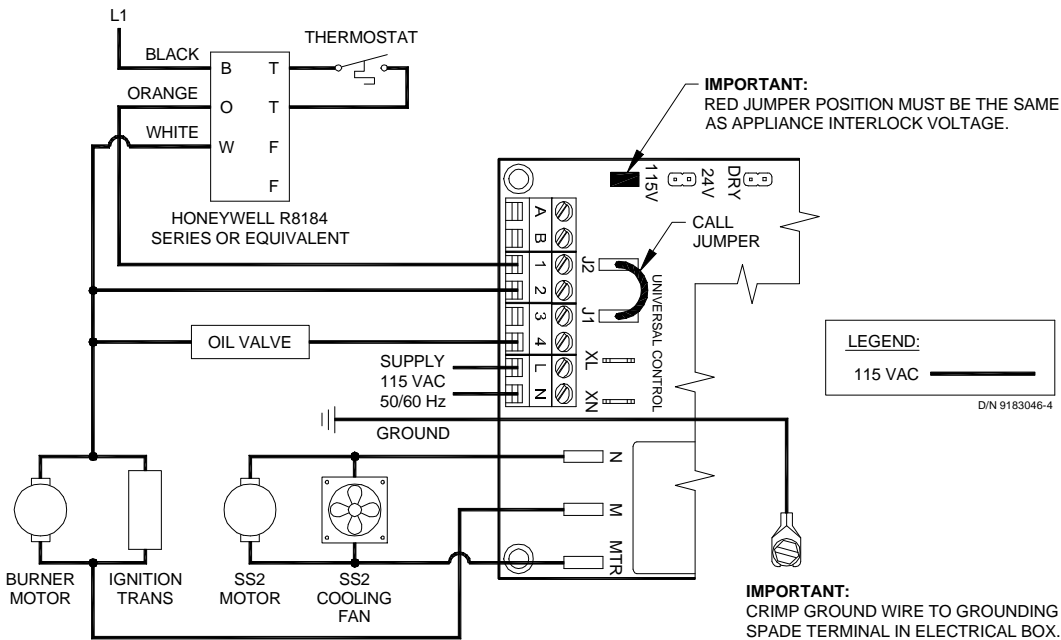 L1
THERMOSTAT
BLACK
B T
ORANGE
O T
WHITE
W F
F
HONEYWELL R8184
SERIES OR EQUIVALENT
IMPORTANT:
RED JUMPER POSITION MUST BE THE SAME
AS APPLIANCE INTERLOCK VOLTAGE.
115V
24V
DRY
CALL
JUMPER
A
B
1
2
3
4
L
N
J2
J1
XL
XN
UNIVERSAL CONTROL
OIL VALVE
SUPPLY
115 VAC
50/60 Hz
GROUND
LEGEND:
115 VAC
D/N 9183046-4
N
M
MTR
BURNER
MOTOR
IGNITION
TRANS
SS2
MOTOR
SS2
COOLING
FAN
IMPORTANT:
CRIMP GROUND WIRE TO GROUNDING
SPADE TERMINAL IN ELECTRICAL BOX.